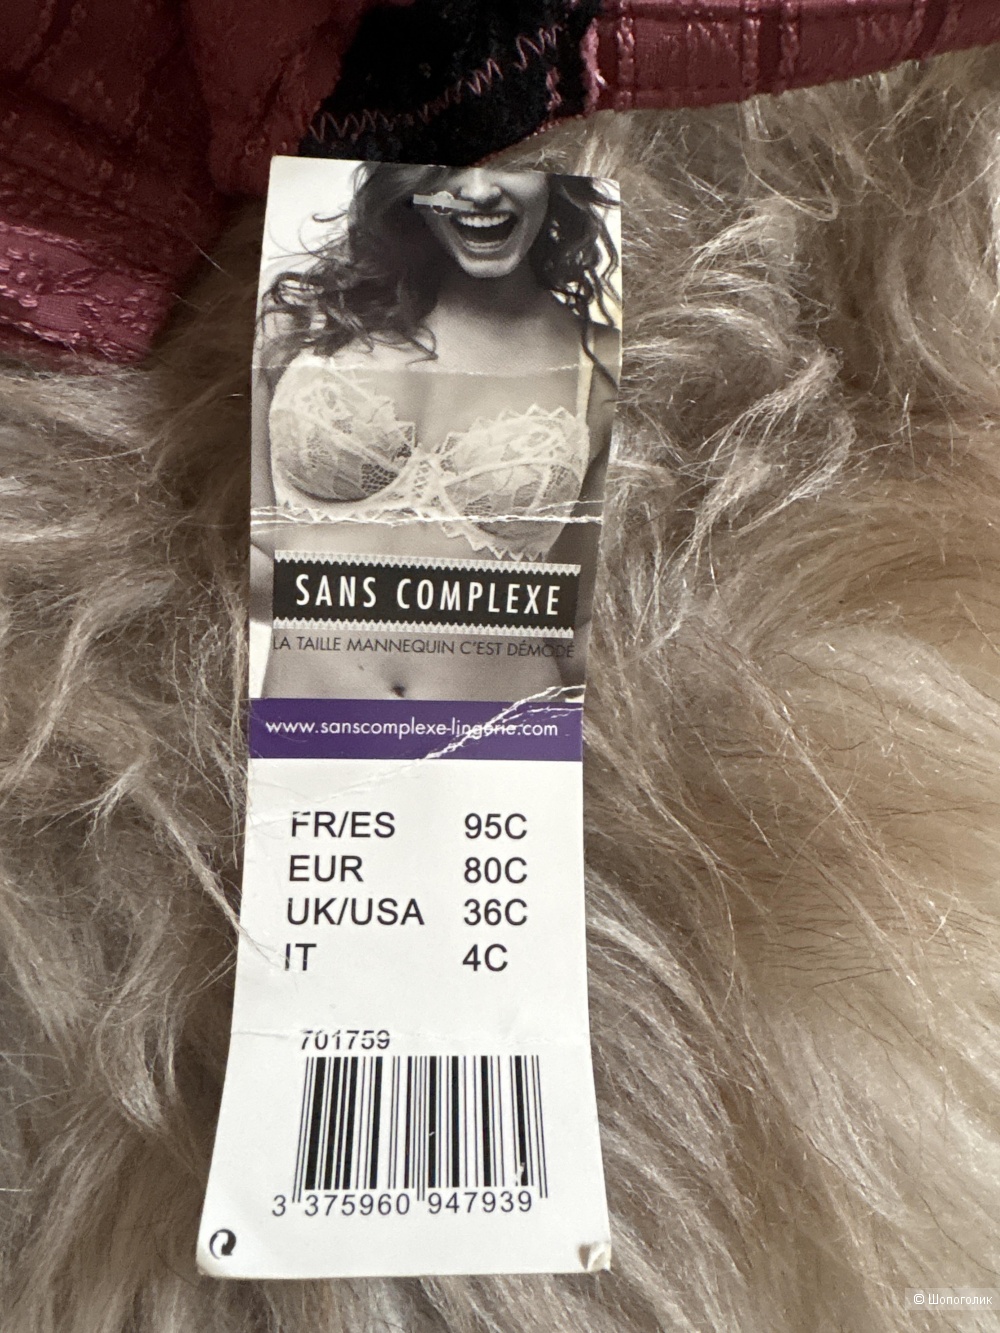 SANS COMPLEXE
LA TAILLE MANNEQUIN C'EST DÉMODÉ
www.sanscomplexe-lingerie.com
FR/ES 95C
EUR 80C
UK/USA 36C
IT 4C
701759
3 375960 947939
© Шопоголик